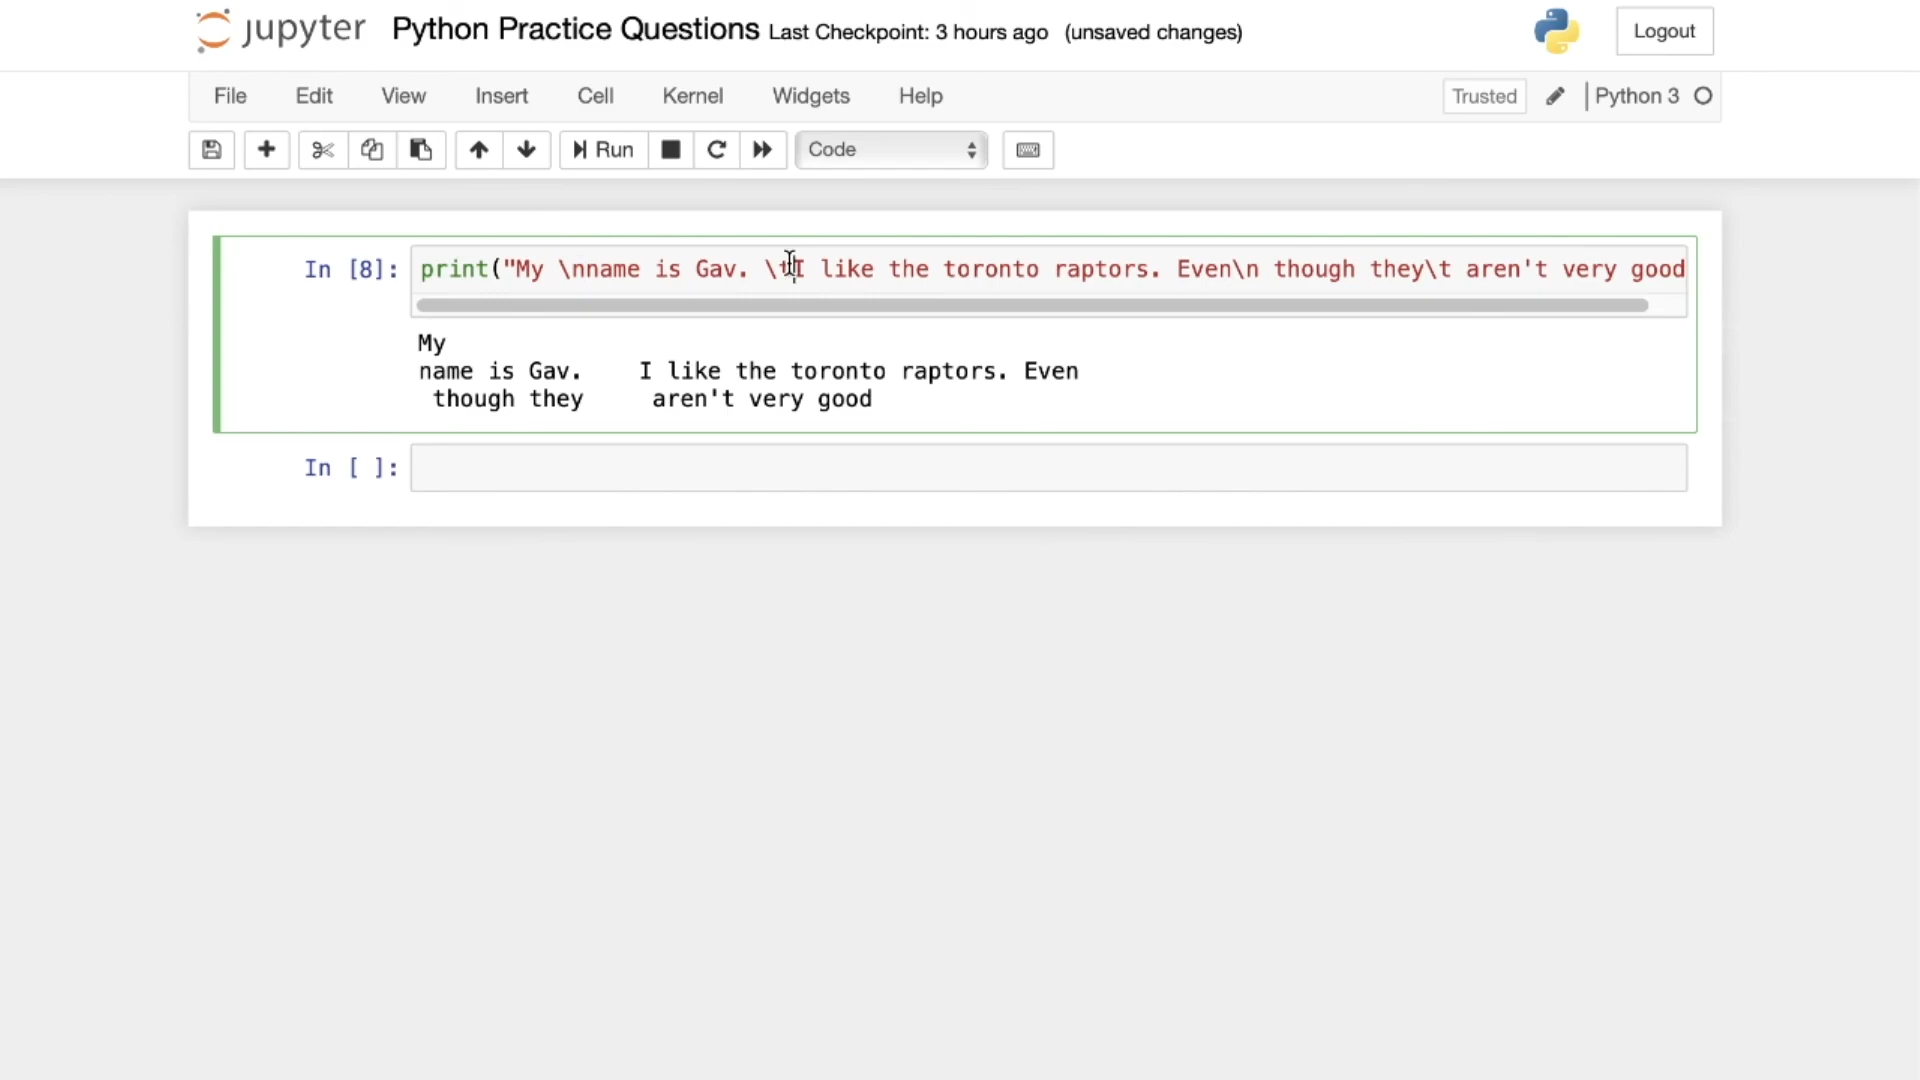 jupyter Python Practice Questions Last Checkpoint: 3 hours ago (unsaved changes) Logout
File Edit View Insert Cell Kernel Widgets Help Trusted Python 3
Run Code
In [8]: print("My \nname is Gav. \tI like the toronto raptors. Even\n though they\t aren't very good
My
name is Gav. I like the toronto raptors. Even
though they aren't very good
In [ ]: